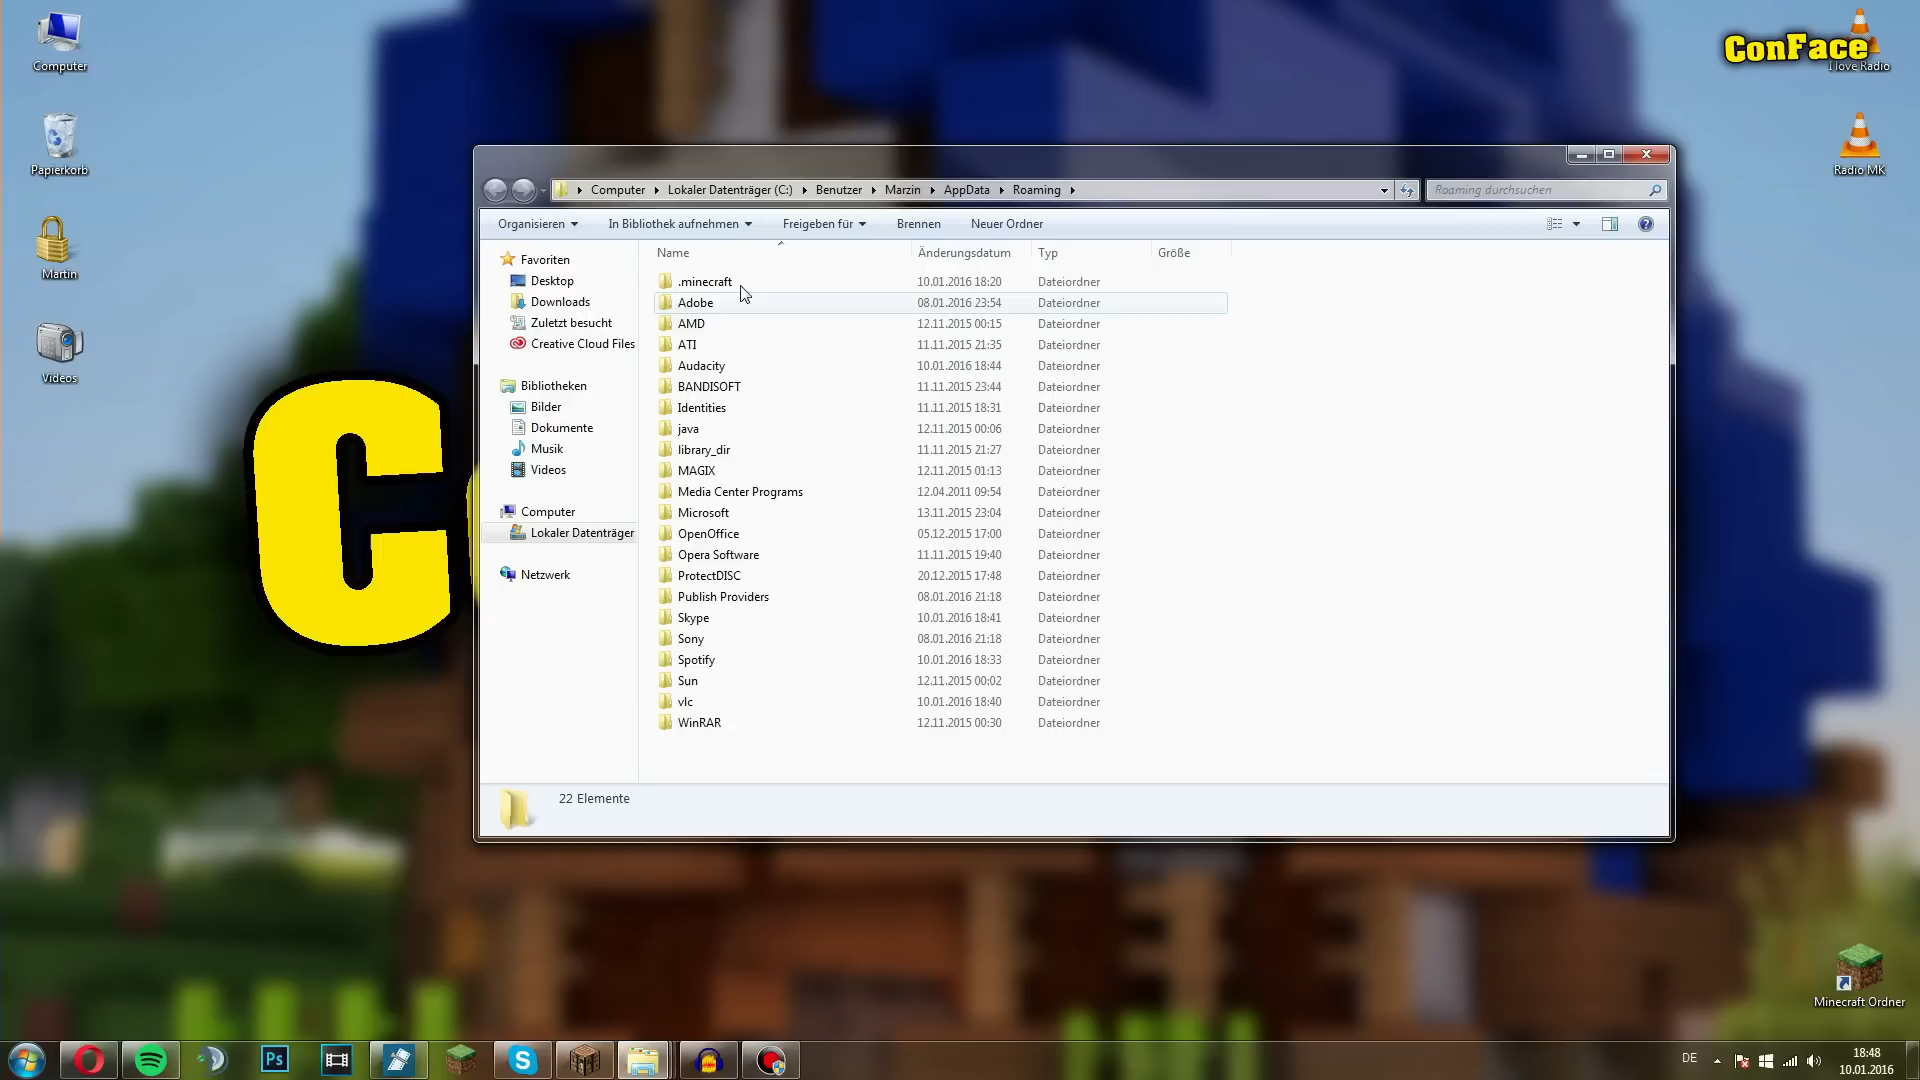 Computer
Papierkorb
Martin
Videos
ConFace
I love Radio
Radio MK
Minecraft Ordner
C
Computer
Lokaler Datenträger (C:)
Benutzer
Marzin
AppData
Roaming
Roaming durchsuchen
Organisieren
In Bibliothek aufnehmen
Freigeben für
Brennen
Neuer Ordner
Favoriten
Desktop
Downloads
Zuletzt besucht
Creative Cloud Files
Bibliotheken
Bilder
Dokumente
Musik
Videos
Computer
Lokaler Datenträger
Netzwerk
Name Änderungsdatum Typ Größe
.minecraft 10.01.2016 18:20 Dateiordner
Adobe 08.01.2016 23:54 Dateiordner
AMD 12.11.2015 00:15 Dateiordner
ATI 11.11.2015 21:35 Dateiordner
Audacity 10.01.2016 18:44 Dateiordner
BANDISOFT 11.11.2015 23:44 Dateiordner
Identities 11.11.2015 18:31 Dateiordner
java 12.11.2015 00:06 Dateiordner
library_dir 11.11.2015 21:27 Dateiordner
MAGIX 12.11.2015 01:13 Dateiordner
Media Center Programs 12.04.2011 09:54 Dateiordner
Microsoft 13.11.2015 23:04 Dateiordner
OpenOffice 05.12.2015 17:00 Dateiordner
Opera Software 11.11.2015 19:40 Dateiordner
ProtectDISC 20.12.2015 17:48 Dateiordner
Publish Providers 08.01.2016 21:18 Dateiordner
Skype 10.01.2016 18:41 Dateiordner
Sony 08.01.2016 21:18 Dateiordner
Spotify 10.01.2016 18:33 Dateiordner
Sun 12.11.2015 00:02 Dateiordner
vlc 10.01.2016 18:40 Dateiordner
WinRAR 12.11.2015 00:30 Dateiordner
22 Elemente
Ps
DE
18:48
10.01.2016